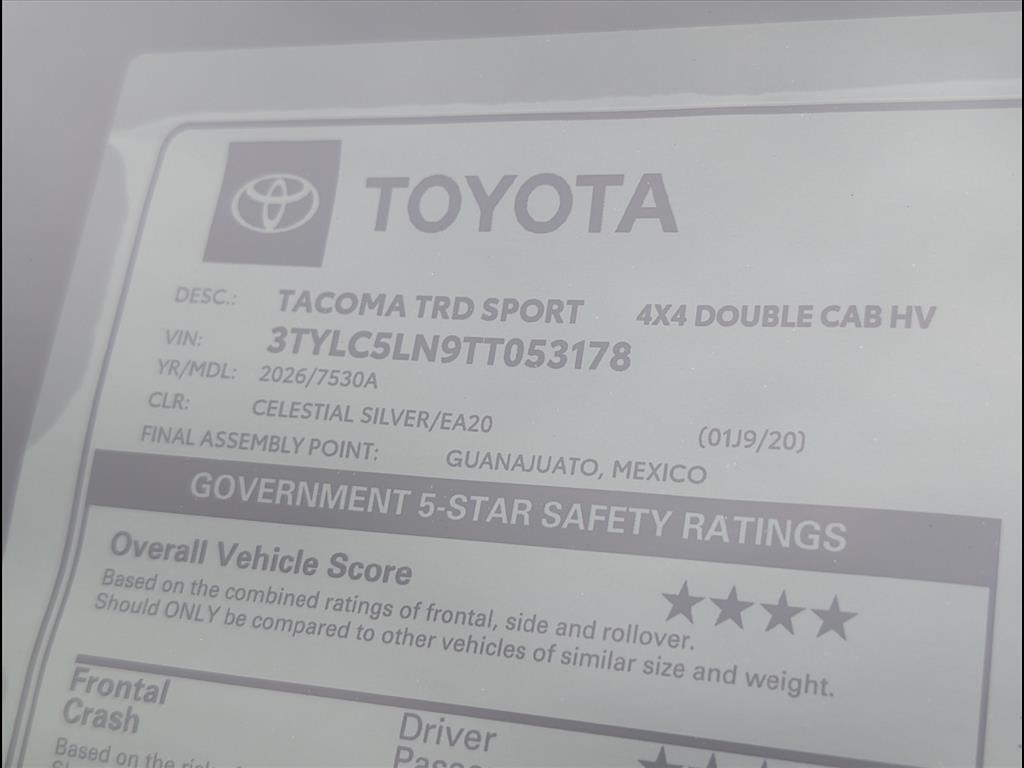 TOYOTA
DESC.: TACOMA TRD SPORT 4X4 DOUBLE CAB HV
VIN: 3TYLC5LN9TT053178
YR/MDL: 2026/7530A
CLR: CELESTIAL SILVER/EA20 (01J9/20)
FINAL ASSEMBLY POINT: GUANAJUATO, MEXICO
GOVERNMENT 5-STAR SAFETY RATINGS
Overall Vehicle Score ★★★★
Based on the combined ratings of frontal, side and rollover.
Should ONLY be compared to other vehicles of similar size and weight.
Frontal Driver
Crash
Based on the